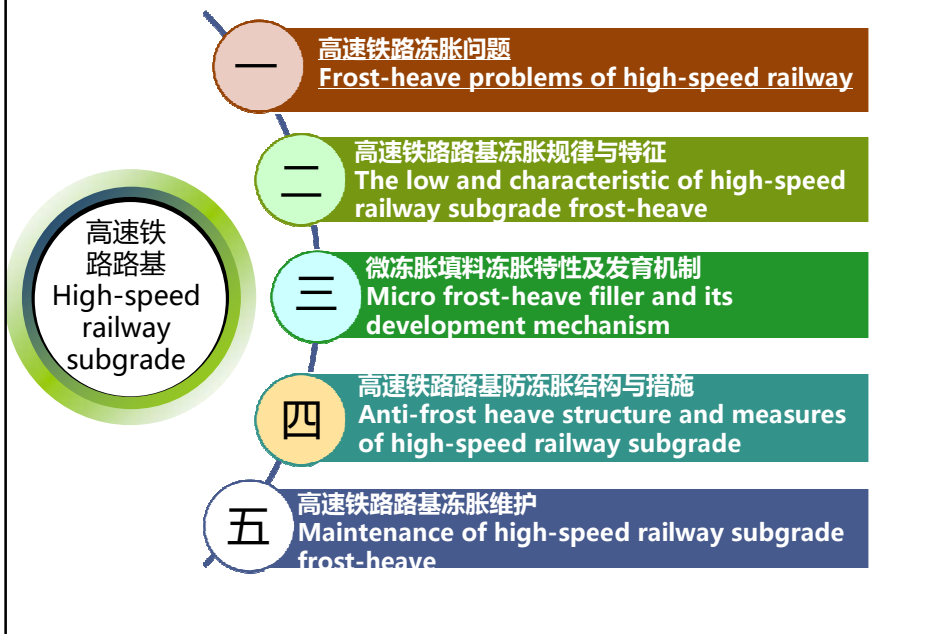 一
高速铁路冻胀问题
Frost-heave problems of high-speed railway
二
高速铁路路基冻胀规律与特征
The low and characteristic of high-speed
railway subgrade frost-heave
高速铁
路路基
High-speed
railway
subgrade
三
微冻胀填料冻胀特性及发育机制
Micro frost-heave filler and its
development mechanism
四
高速铁路路基防冻胀结构与措施
Anti-frost heave structure and measures
of high-speed railway subgrade
五
高速铁路路基冻胀维护
Maintenance of high-speed railway subgrade
frost-heave